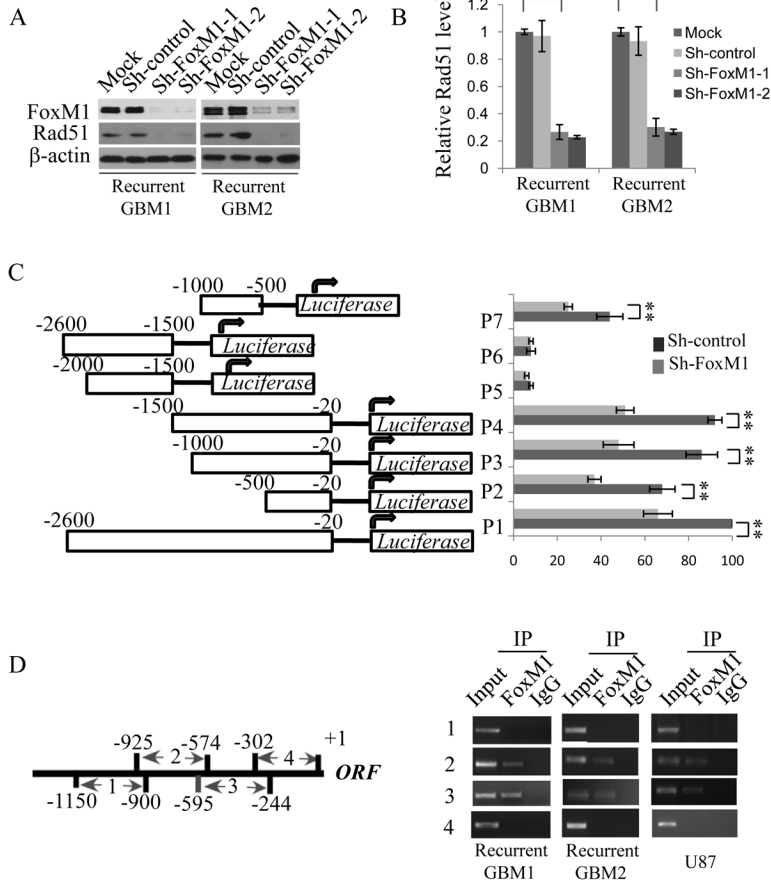 A
Mock
Sh-control
Sh-FoxM1-1
Sh-FoxM1-2
Mock
Sh-control
Sh-FoxM1-1
Sh-FoxM1-2
FoxM1
Rad51
β-actin
Recurrent
GBM1
Recurrent
GBM2
B
Relative Rad51 leve
1.2
1
0.8
0.6
0.4
0.2
0
Mock
Sh-control
Sh-FoxM1-1
Sh-FoxM1-2
Recurrent
GBM1
Recurrent
GBM2
C
-1000 -500
Luciferase
-2600 -1500
Luciferase
-2000 -1500
Luciferase
-1500 -20
Luciferase
-1000 -20
Luciferase
-500 -20
Luciferase
-2600 -20
Luciferase
P7
P6
P5
P4
P3
P2
P1
**
**
**
**
**
Sh-control
Sh-FoxM1
0 20 40 60 80 100
D
-925 2 -574 -302 4 +1
ORF
-1150 1 -900 -595 3 -244
IP IP IP
Input FoxM1 IgG
Input FoxM1 IgG
Input FoxM1 IgG
1
2
3
4
Recurrent
GBM1
Recurrent
GBM2
U87